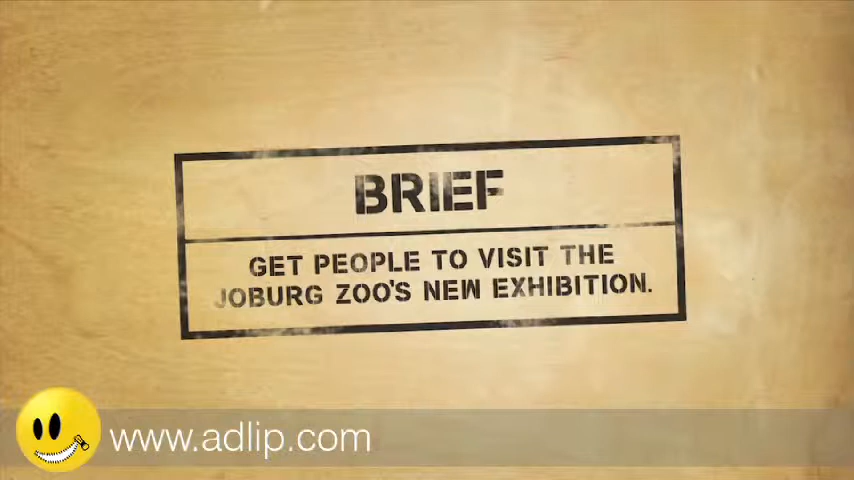 BRIEF
GET PEOPLE TO VISIT THE
JOBURG ZOO'S NEW EXHIBITION.
www.adlip.com